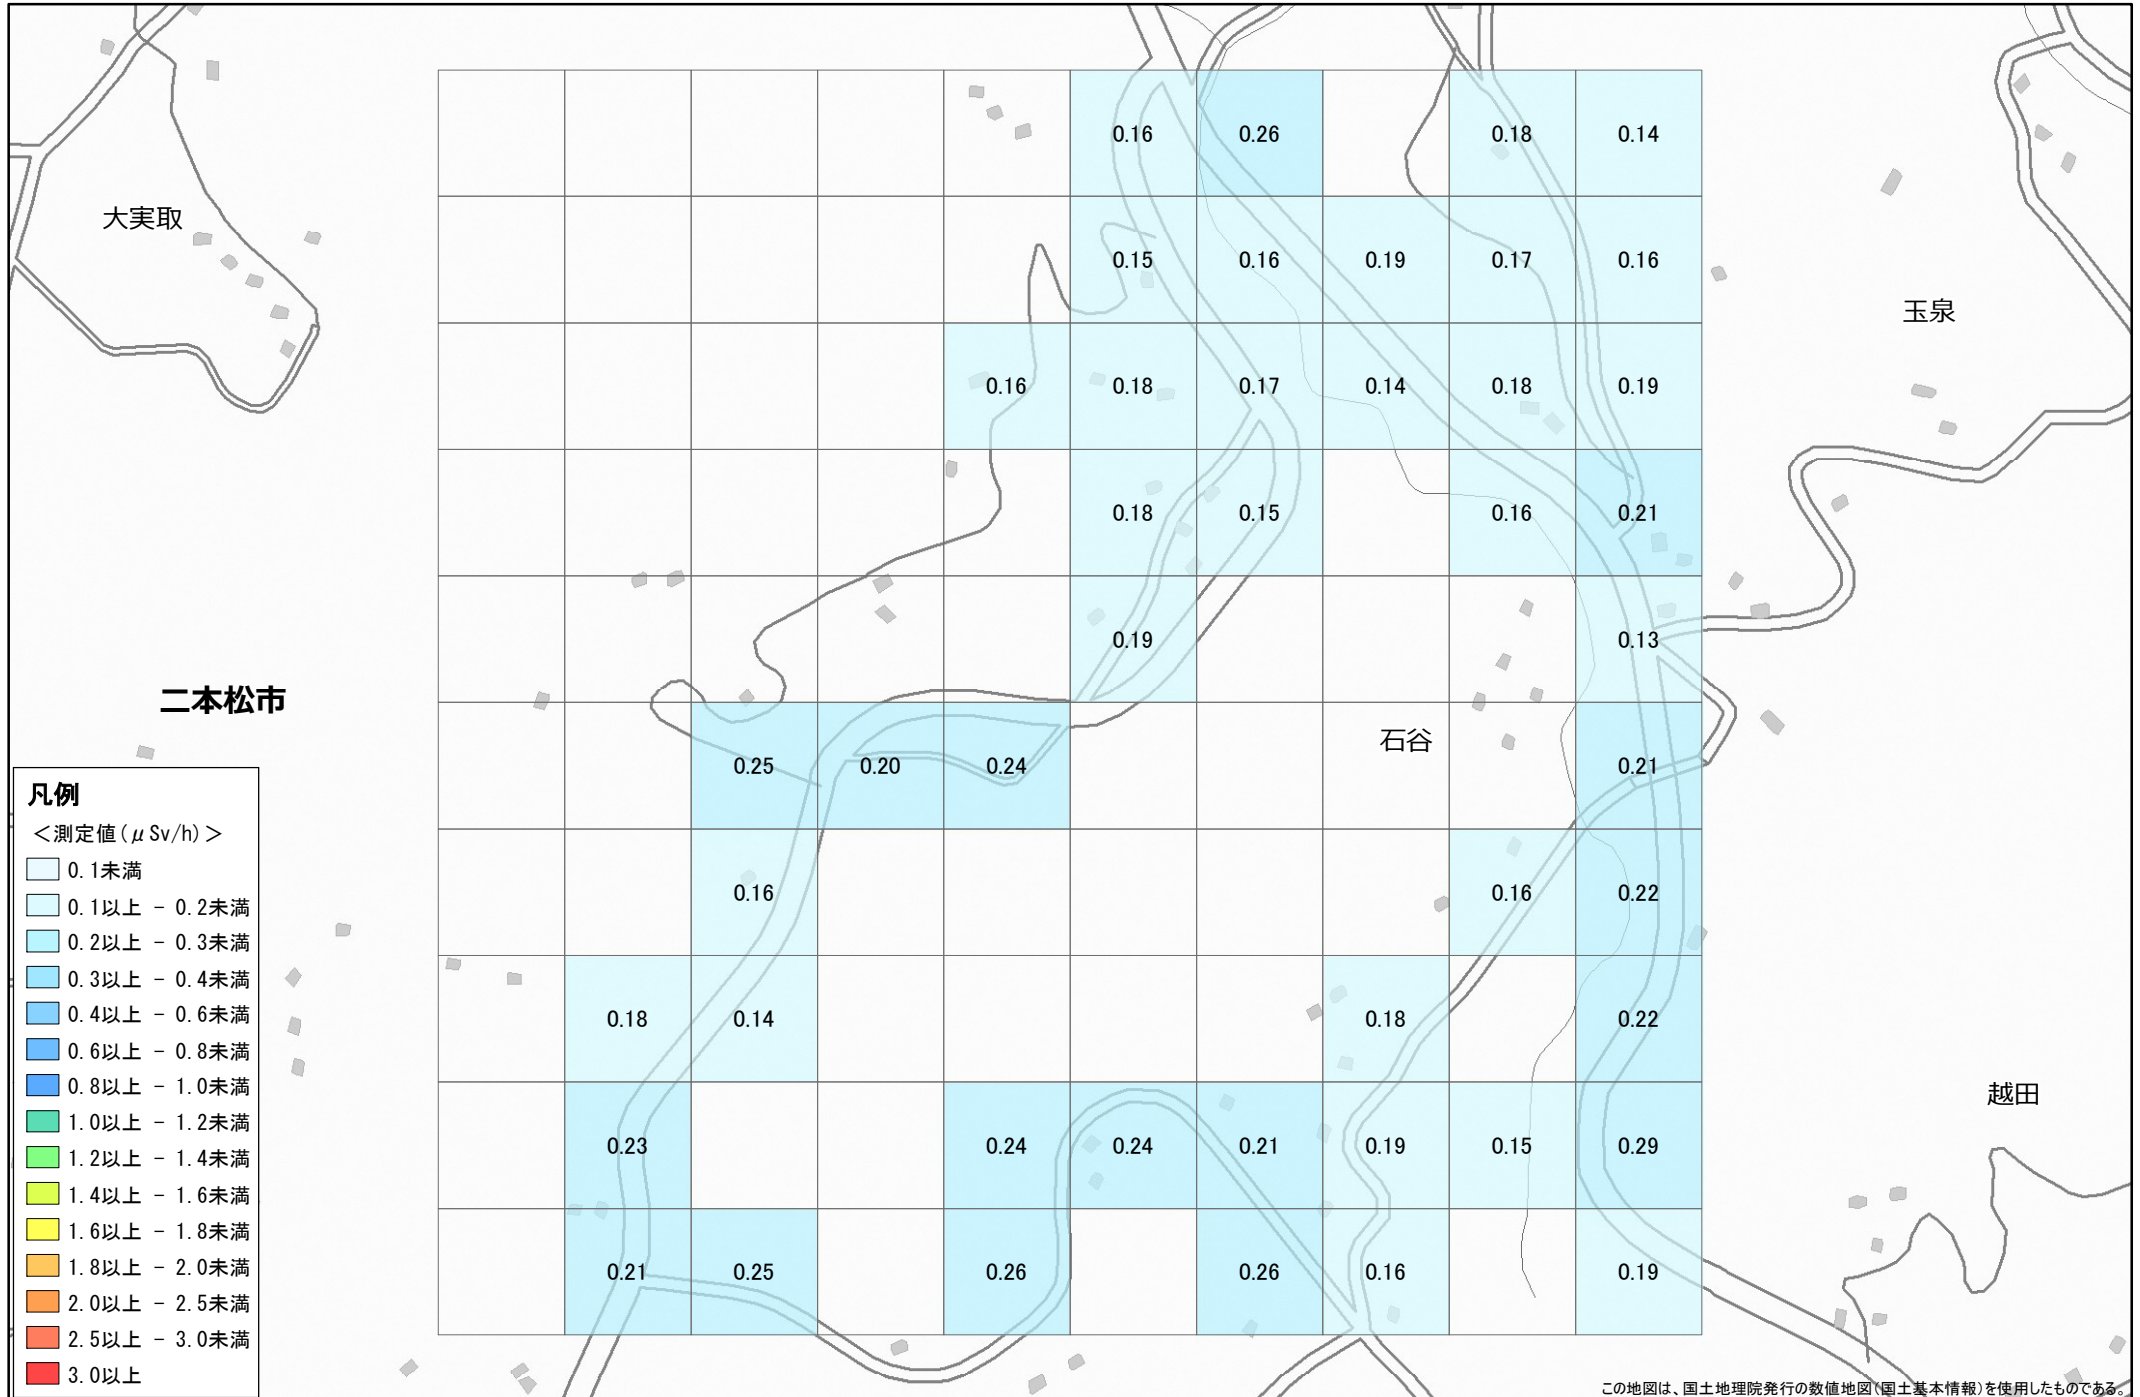 0.16 0.26 0.18 0.14
大実取
0.15 0.16 0.19 0.17 0.16
玉泉
0.16 0.18 0.17 0.14 0.18 0.19
0.18 0.15 0.16 0.21
0.19 0.13
二本松市
石谷
0.25 0.20 0.24 0.21
0.16 0.16 0.22
0.18 0.14 0.18 0.22
越田
0.23 0.24 0.24 0.21 0.19 0.15 0.29
0.21 0.25 0.26 0.26 0.16 0.19
凡例
＜測定値(μSv/h)＞
0.1未満
0.1以上 － 0.2未満
0.2以上 － 0.3未満
0.3以上 － 0.4未満
0.4以上 － 0.6未満
0.6以上 － 0.8未満
0.8以上 － 1.0未満
1.0以上 － 1.2未満
1.2以上 － 1.4未満
1.4以上 － 1.6未満
1.6以上 － 1.8未満
1.8以上 － 2.0未満
2.0以上 － 2.5未満
2.5以上 － 3.0未満
3.0以上
この地図は、国土地理院発行の数値地図(国土基本情報)を使用したものである。